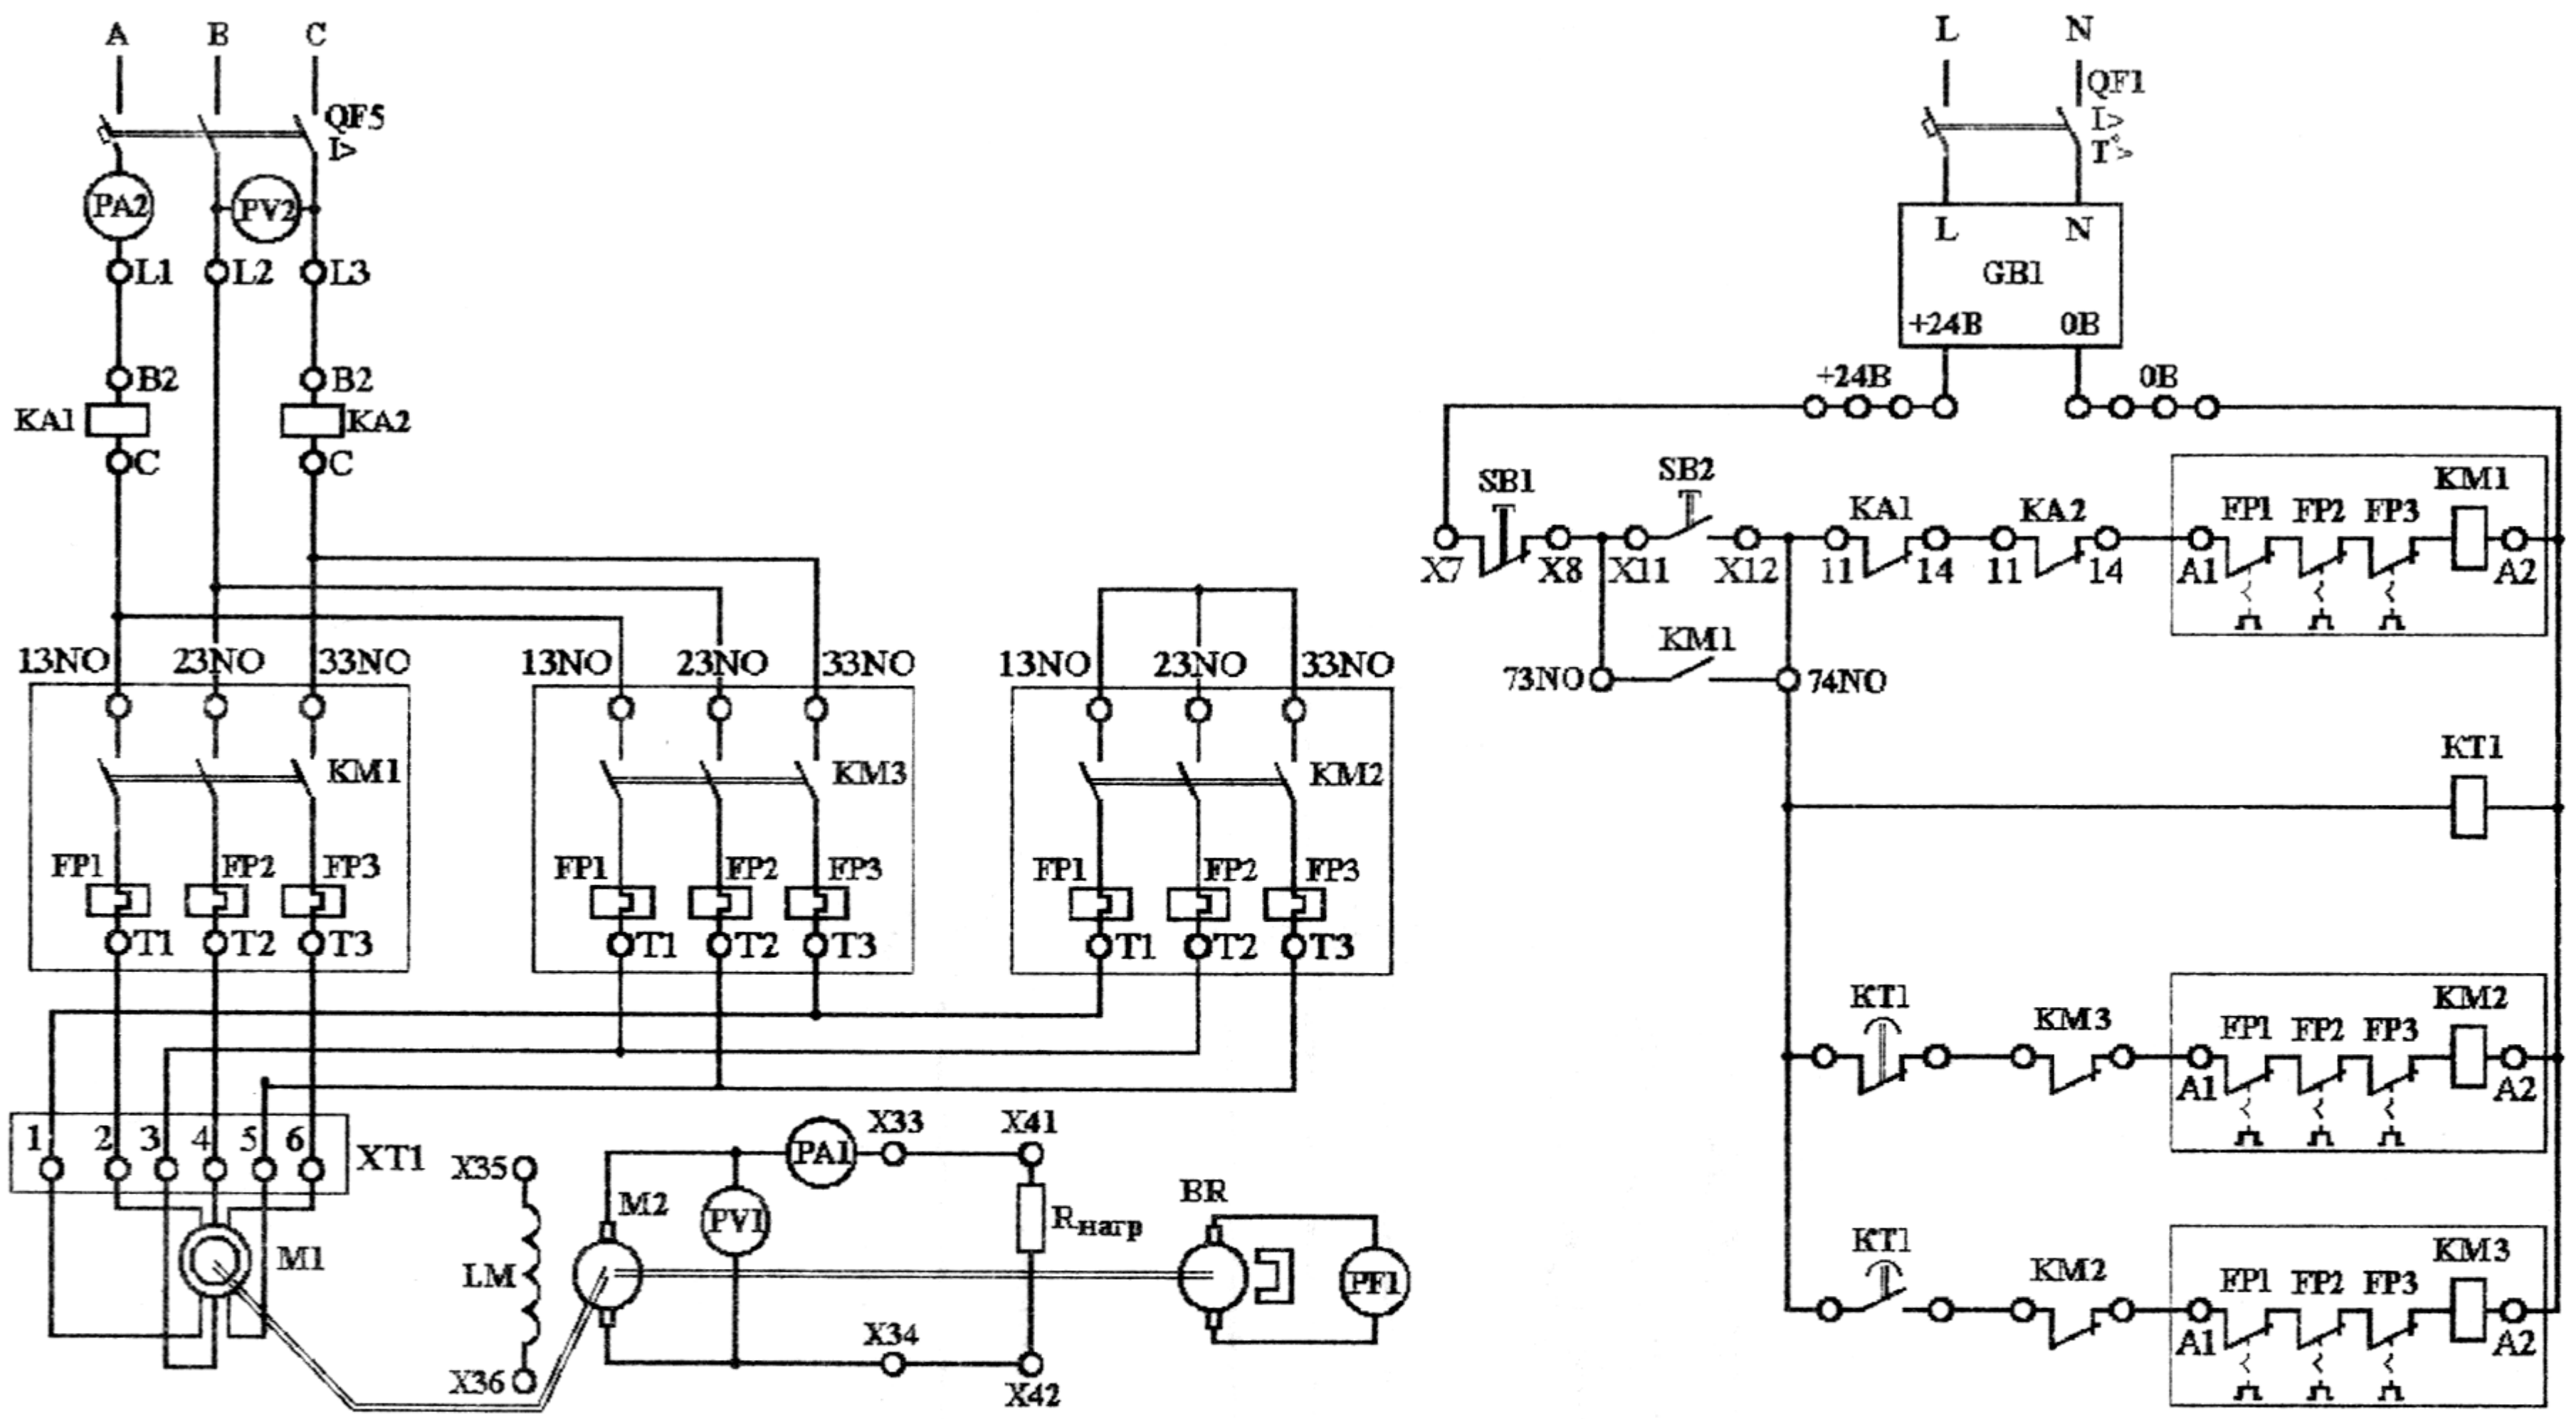 A B C
QF5
I>
PA2 PV2
L1 L2 L3
B2 B2
KA1 KA2
C C
13NO 23NO 33NO 13NO 23NO 33NO 13NO 23NO 33NO
KM1 KM3 KM2
FP1 FP2 FP3 FP1 FP2 FP3 FP1 FP2 FP3
T1 T2 T3 T1 T2 T3 T1 T2 T3
1 2 3 4 5 6
XT1
M1
X35
LM
X36
M2
PV1
PA1
X33 X41
Rнагр
X34
X42
BR
PF1
L N
QF1
I>
T°>
L N
GB1
+24В 0В
+24В 0В
SB1 SB2 KA1 KA2 FP1 FP2 FP3 KM1
X7 X8 X11 X12 11 14 11 14 A1 A2
KM1
73NO 74NO
KT1
KT1 KM3 FP1 FP2 FP3 KM2
A1 A2
KT1 KM2 FP1 FP2 FP3 KM3
A1 A2